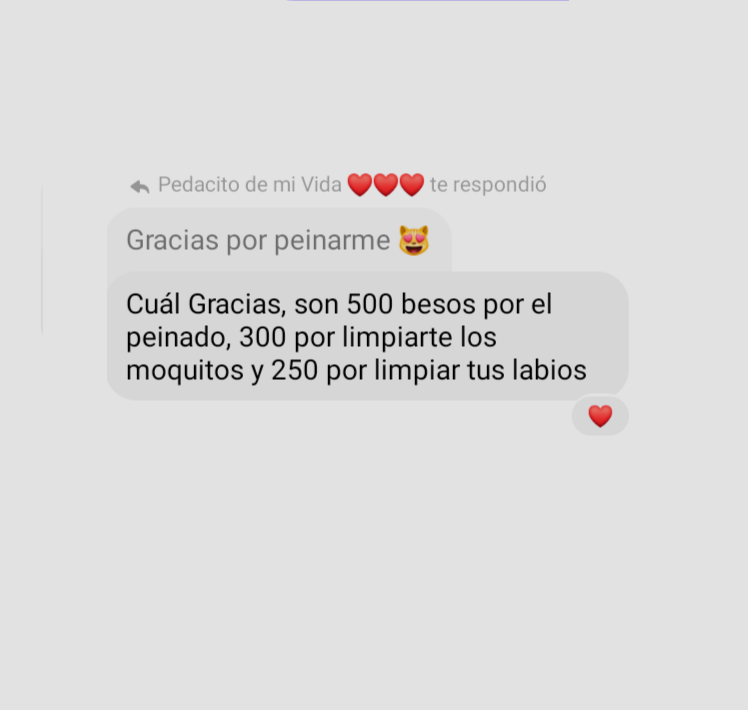 Pedacito de mi Vida ❤️❤️❤️ te respondió
Gracias por peinarme 😻
Cuál Gracias, son 500 besos por el
peinado, 300 por limpiarte los
moquitos y 250 por limpiar tus labios
❤️